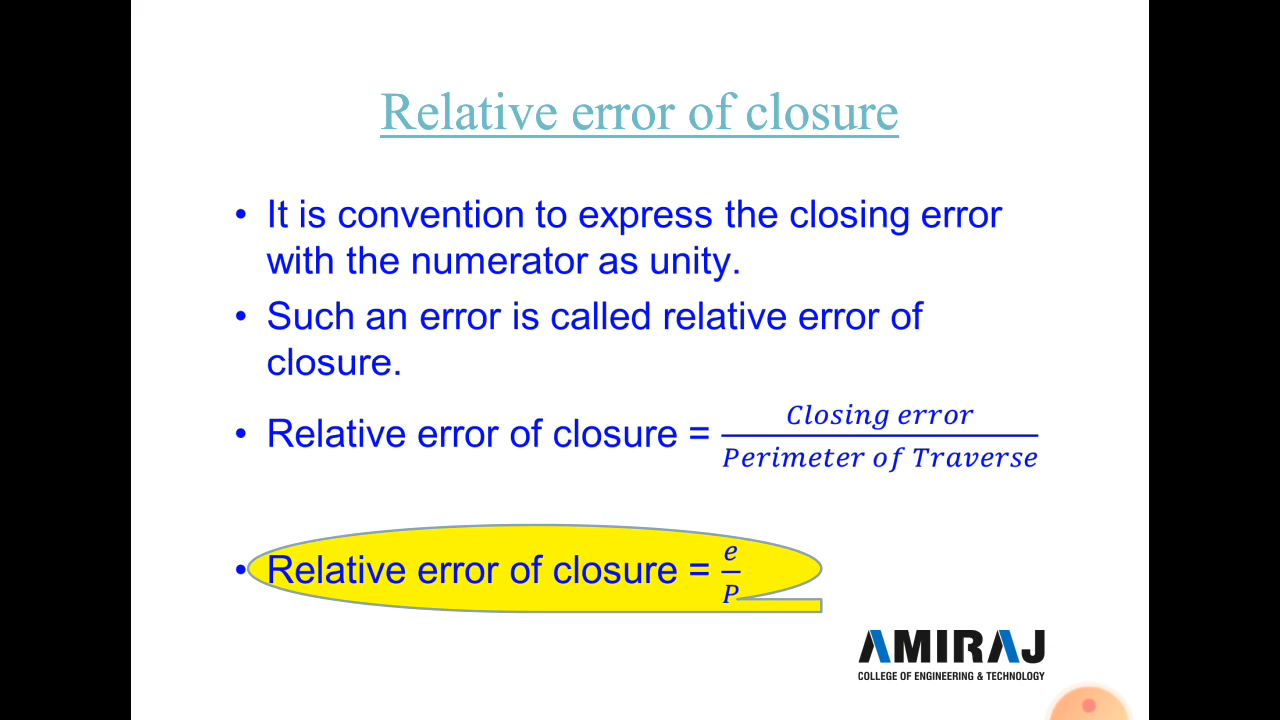 Relative error of closure
• It is convention to express the closing error
with the numerator as unity.
• Such an error is called relative error of
closure.
• Relative error of closure = Closing error / Perimeter of Traverse
• Relative error of closure = e / P
AMIRAJ
COLLEGE OF ENGINEERING & TECHNOLOGY